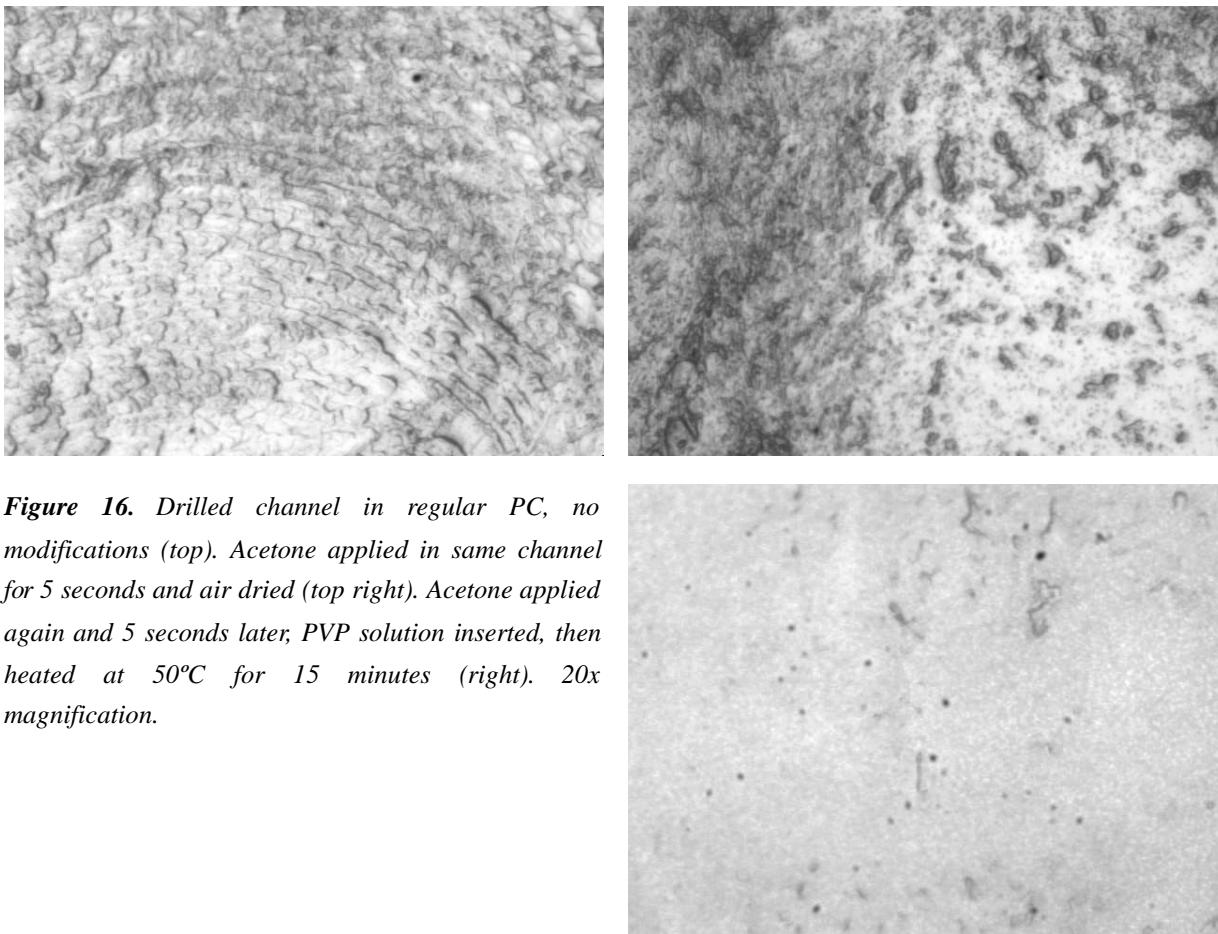 Figure 16. Drilled channel in regular PC, no
modifications (top). Acetone applied in same channel
for 5 seconds and air dried (top right). Acetone applied
again and 5 seconds later, PVP solution inserted, then
heated at 50ºC for 15 minutes (right). 20x
magnification.